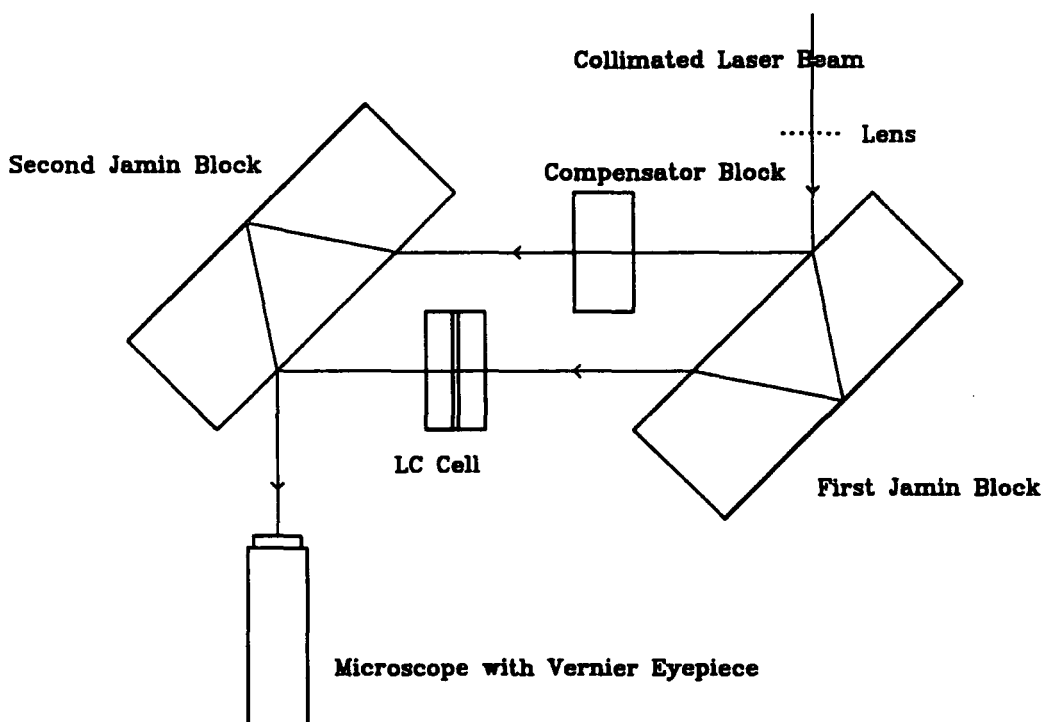 Collimated Laser Beam
Lens
Second Jamin Block
Compensator Block
LC Cell
First Jamin Block
Microscope with Vernier Eyepiece